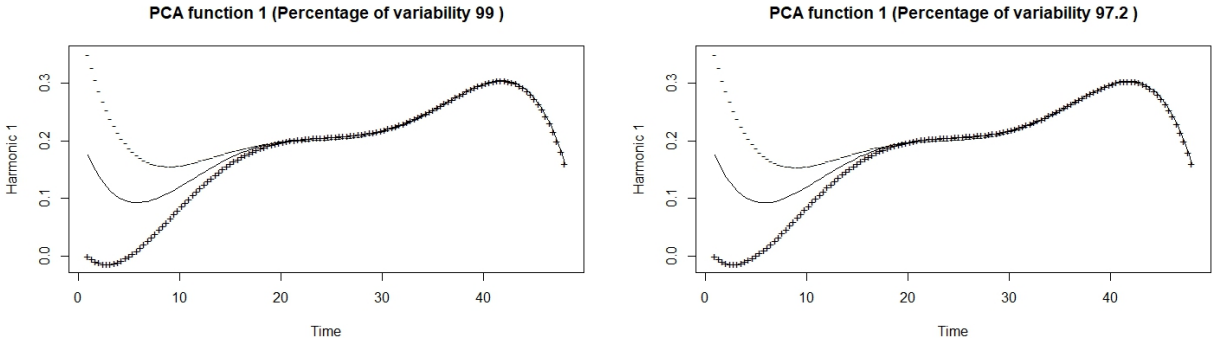 PCA function 1 (Percentage of variability 99 )
Harmonic 1
0.3
0.2
0.1
0.0
0 10 20 30 40
Time
PCA function 1 (Percentage of variability 97.2 )
Harmonic 1
0.3
0.2
0.1
0.0
0 10 20 30 40
Time